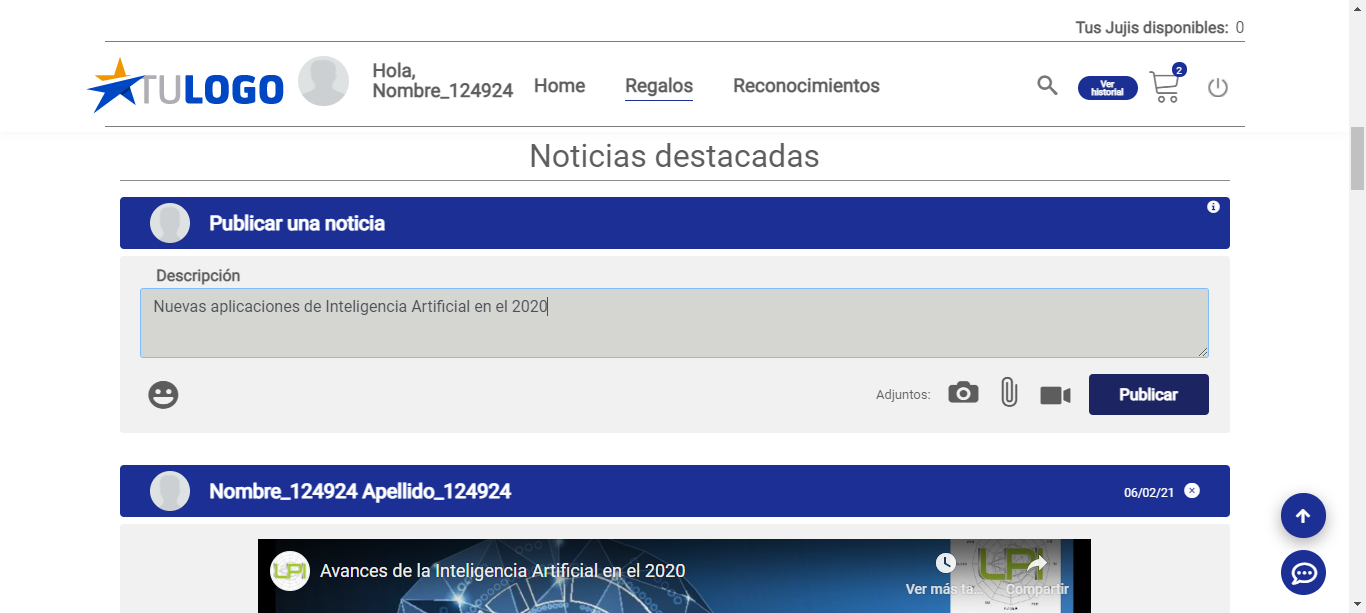 Tus Jujis disponibles: 0
TULOGO
Hola,
Nombre_124924
Home
Regalos
Reconocimientos
Ver
historial
2
Noticias destacadas
Publicar una noticia
Descripción
Nuevas aplicaciones de Inteligencia Artificial en el 2020
Adjuntos:
Publicar
Nombre_124924 Apellido_124924
06/02/21
LPI
Avances de la Inteligencia Artificial en el 2020
LPI
Ver más ta...
Compartir